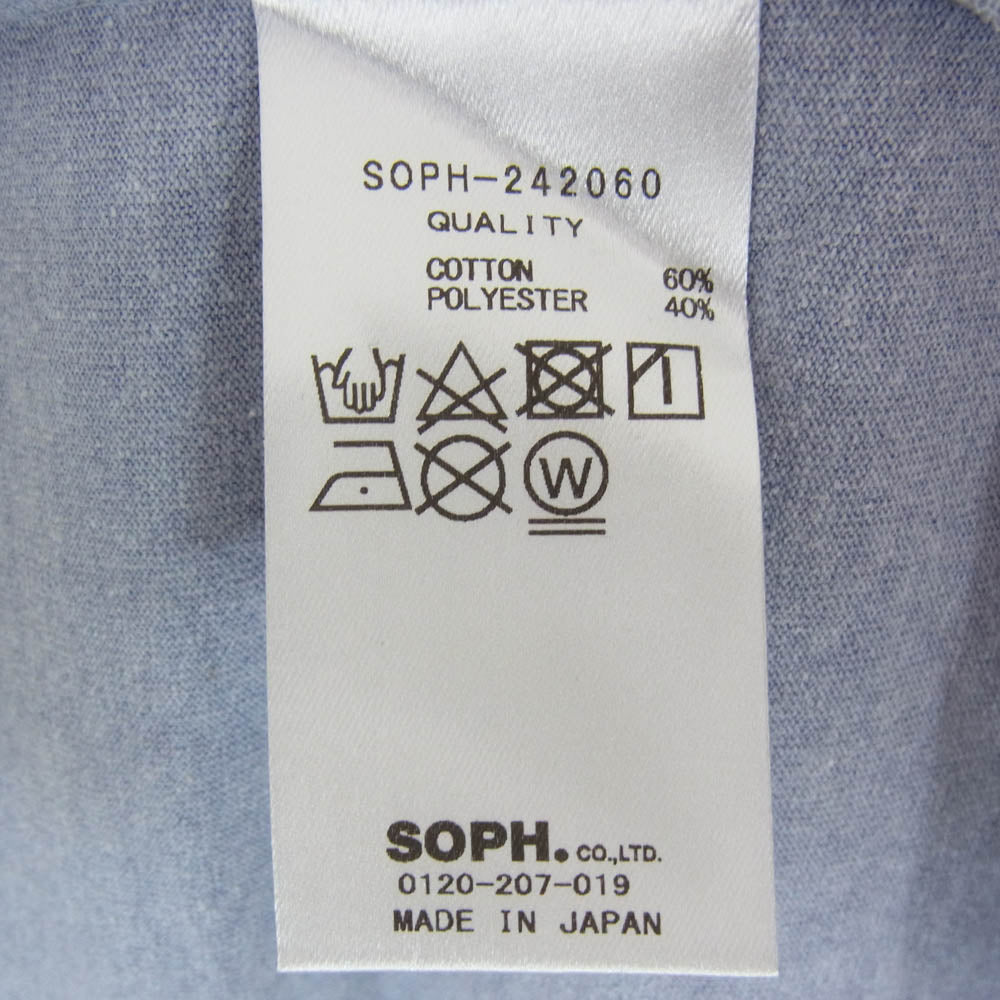 SOPH-242060
QUALITY
COTTON 60%
POLYESTER 40%
W
SOPH. CO.,LTD.
0120-207-019
MADE IN JAPAN